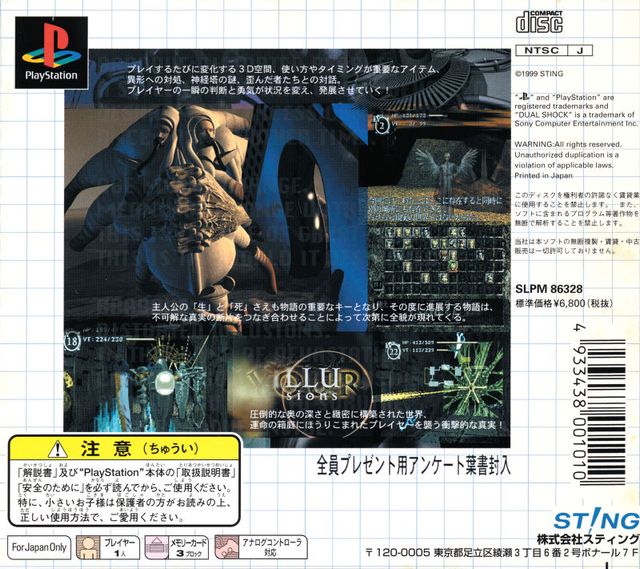 PlayStation
COMPACT
disc
NTSC J
©1999 STING
" " and "PlayStation" are
registered trademarks and
"DUAL SHOCK" is a trademark of
Sony Computer Entertainment Inc.
WARNING:All rights reserved.
Unauthorized duplication is a
violation of applicable laws.
Printed in Japan
このディスクを権利者の許諾なく賃貸業
に使用することを禁止します。また、
ソフトに含まれるプログラム等著作物を
無断で解析することを禁止します。
当社は本ソフトの無断複製・賃貸・中古
販売は一切許可しておりません。
SLPM 86328
標準価格¥6,800(税抜)
4 933438 001010
プレイするたびに変化する3D空間、使い方やタイミングが重要なアイテム、
異形への対処、神経塔の謎、歪んだ者たちとの対話。
プレイヤーの一瞬の判断と勇気が状況を変え、発展させていく!
2
主人公の「生」と「死」さえも物語の重要なキーとなり、その度に進展する物語は、
不可解な真実の断片をつなぎ合わせることによって次第に全貌が現れてくる。
18
VT:224/230
22
HP:412/509
VT:113/229
LLU
sions
圧倒的な奥の深さと緻密に構築された世界、
運命の箱庭にほうりこまれたプレイヤーを襲う衝撃的な真実!
全員プレゼント用アンケート葉書封入
注意(ちゅうい)
「解説書」及び"PlayStation"本体の「取扱説明書」
「安全のために」を必ず読んでから、ご使用ください。
特に、小さいお子様は保護者の方がお読みの上、
正しい使用方法で、ご愛用ください。
For Japan Only
プレイヤー
1人
メモリーカード
3ブロック
アナログコントローラ
対応
STING
株式会社スティング
〒120-0005 東京都足立区綾瀬3丁目6番2号ボナール7F